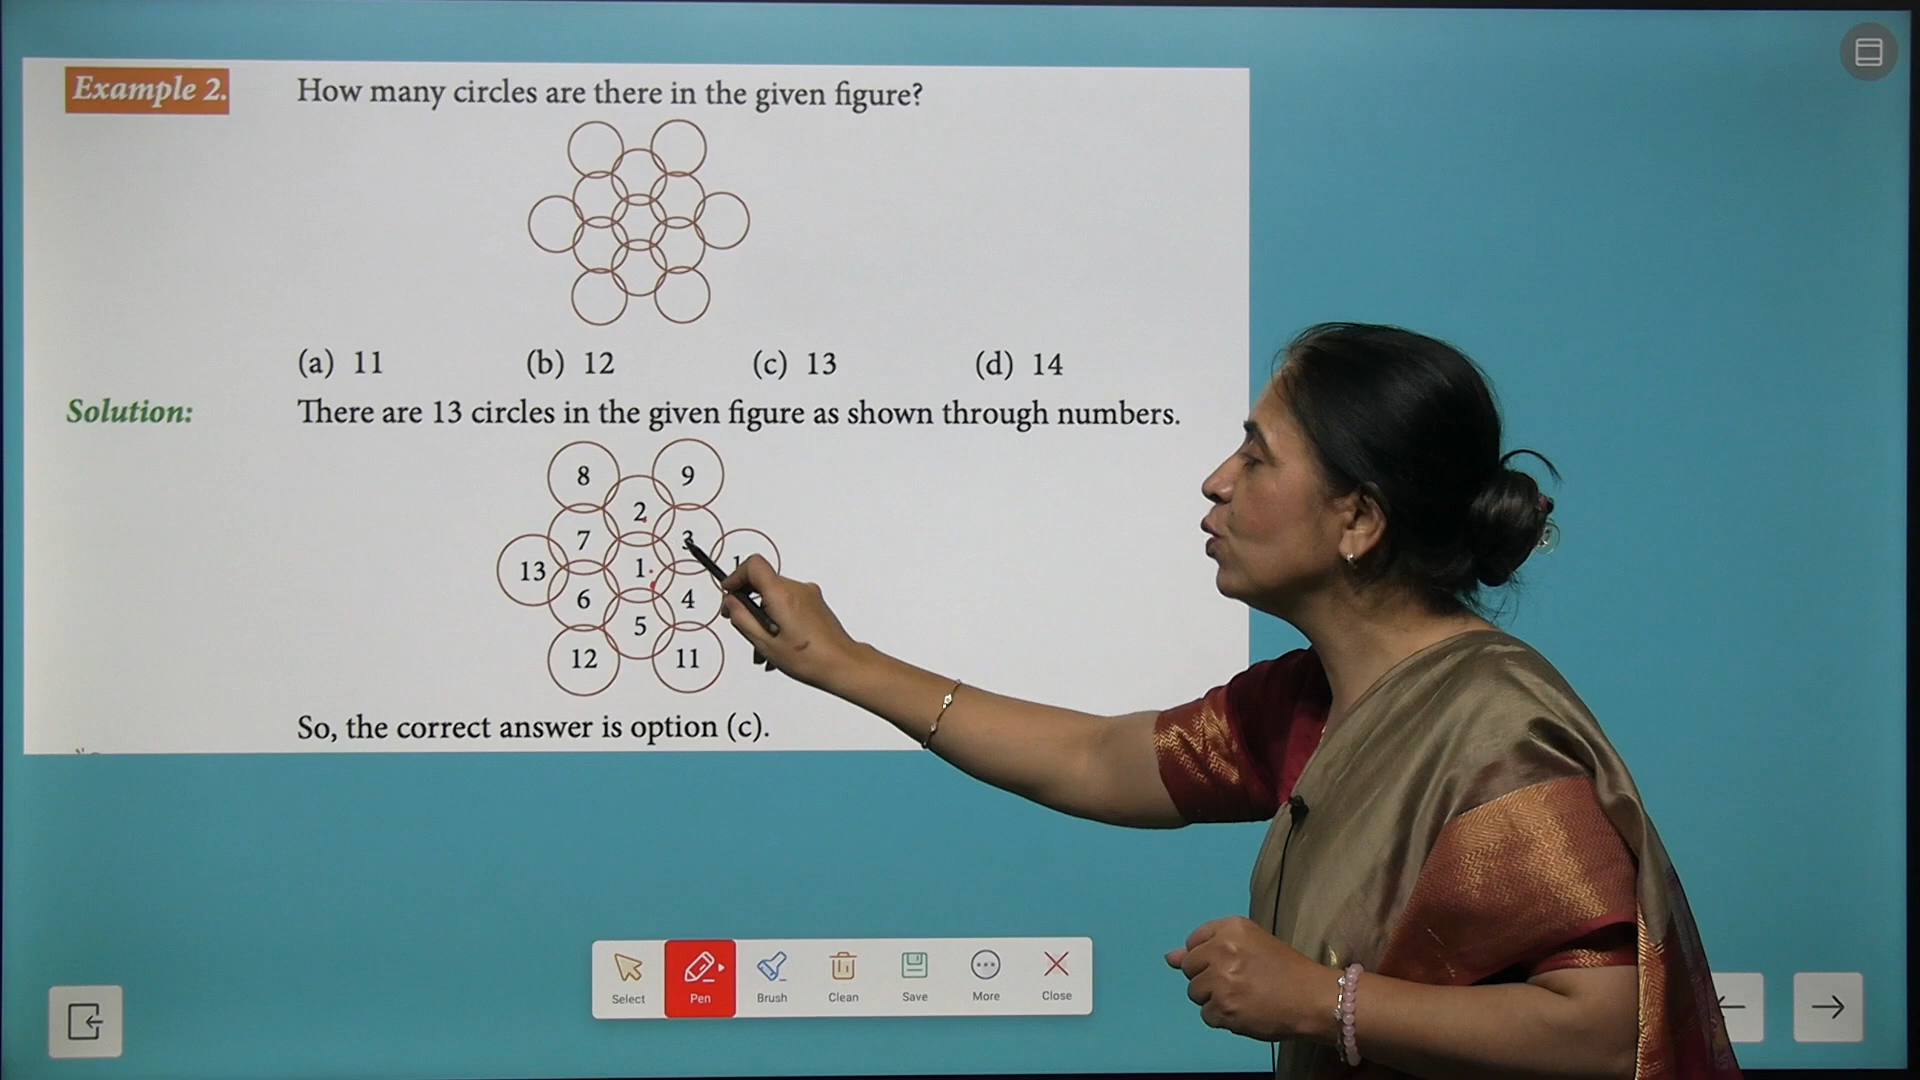 Example 2. How many circles are there in the given figure?
(a) 11 (b) 12 (c) 13 (d) 14
Solution: There are 13 circles in the given figure as shown through numbers.
8 9
2
7 3
13 1
6 4
5
12 11
So, the correct answer is option (c).
Select Pen Brush Clean Save More Close